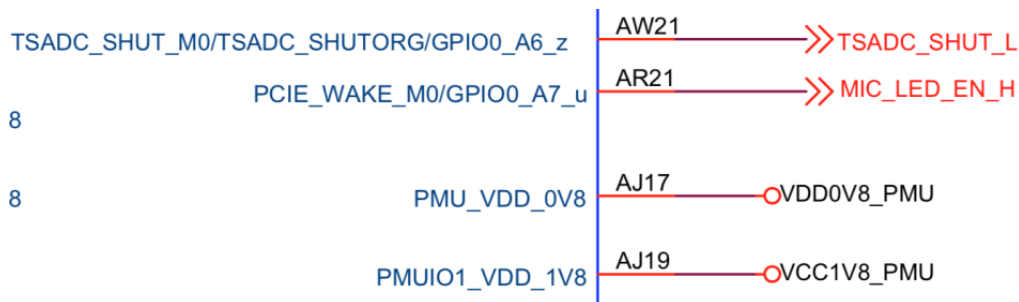 TSADC_SHUT_M0/TSADC_SHUTORG/GPIO0_A6_z AW21 TSADC_SHUT_L
PCIE_WAKE_M0/GPIO0_A7_u AR21 MIC_LED_EN_H
8
8 PMU_VDD_0V8 AJ17 VDD0V8_PMU
PMUIO1_VDD_1V8 AJ19 VCC1V8_PMU